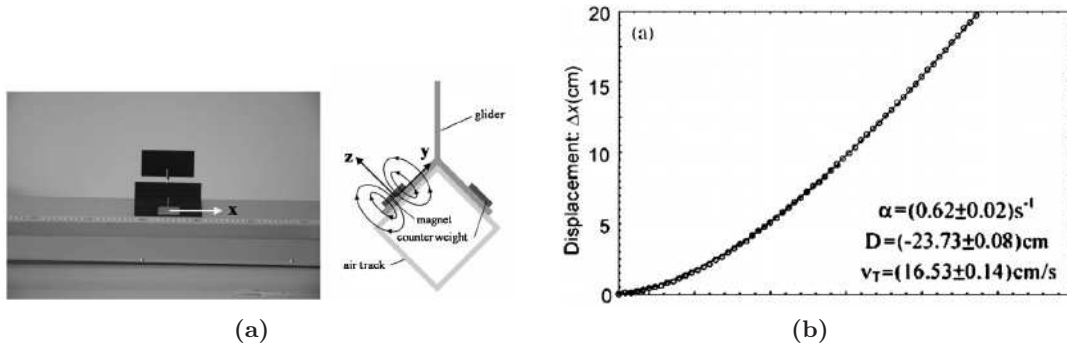 glider
z
y
x
magnet
counter weight
air track
(a)
(a)
20
15
10
5
0
Displacement: Δx(cm)
α=(0.62±0.02)s⁻¹
D=(-23.73±0.08)cm
v_T=(16.53±0.14)cm/s
(b)